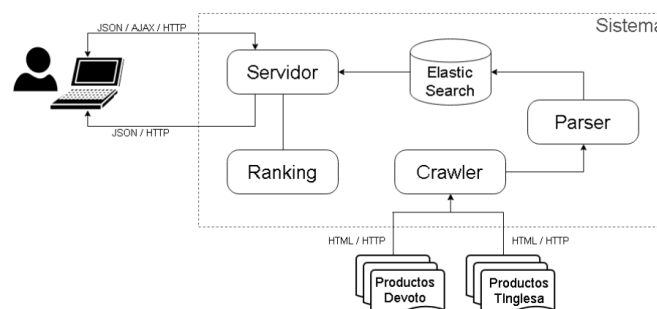 JSON / AJAX / HTTP
Sistema
Servidor
Elastic
Search
Parser
JSON / HTTP
Ranking
Crawler
HTML / HTTP
HTML / HTTP
Productos
Devoto
Productos
TInglesa